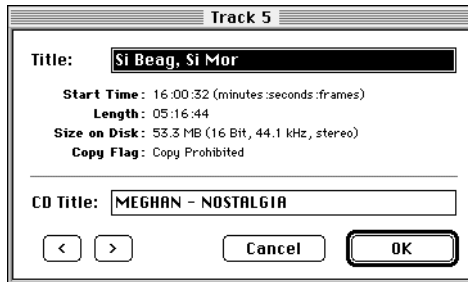 Track 5
Title: Si Beag, Si Mor
Start Time: 16:00:32 (minutes:seconds:frames)
Length: 05:16:44
Size on Disk: 53.3 MB (16 Bit, 44.1 kHz, stereo)
Copy Flag: Copy Prohibited
CD Title: MEGHAN - NOSTALGIA
< > Cancel OK